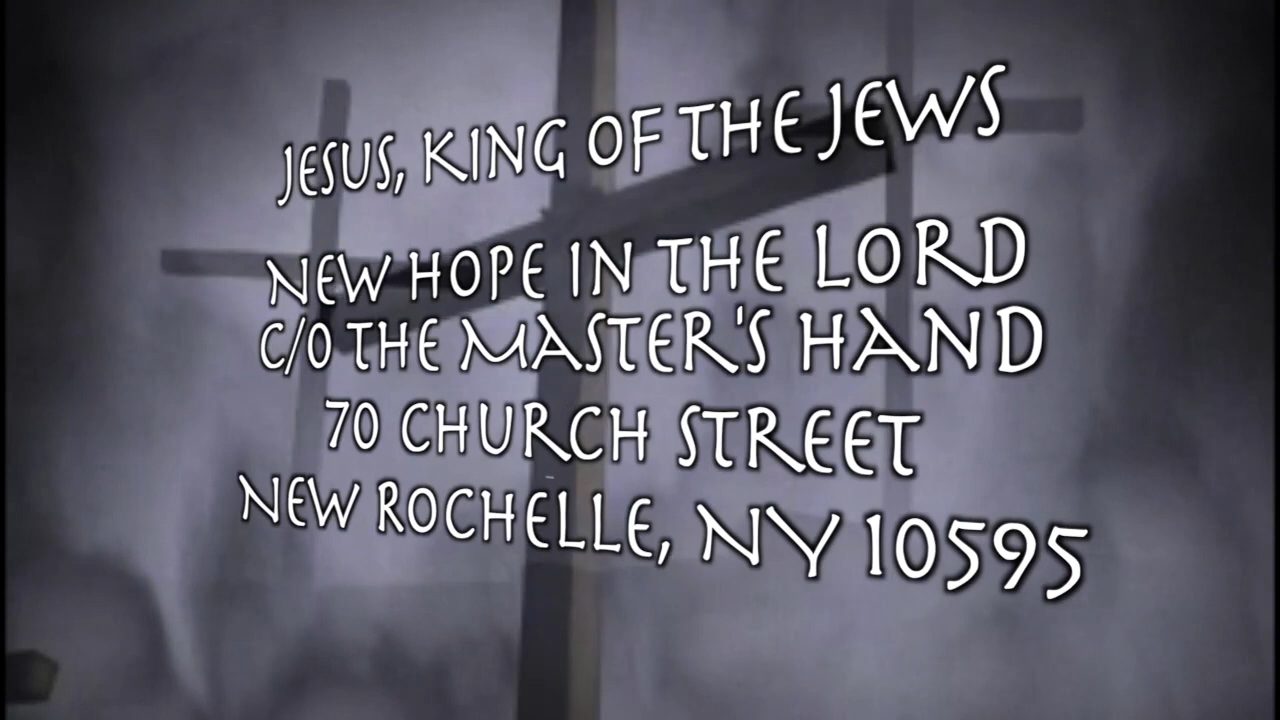 JESUS, KING OF THE JEWS
NEW HOPE IN THE LORD
C/O THE MASTER'S HAND
70 CHURCH STREET
NEW ROCHELLE, NY 10595